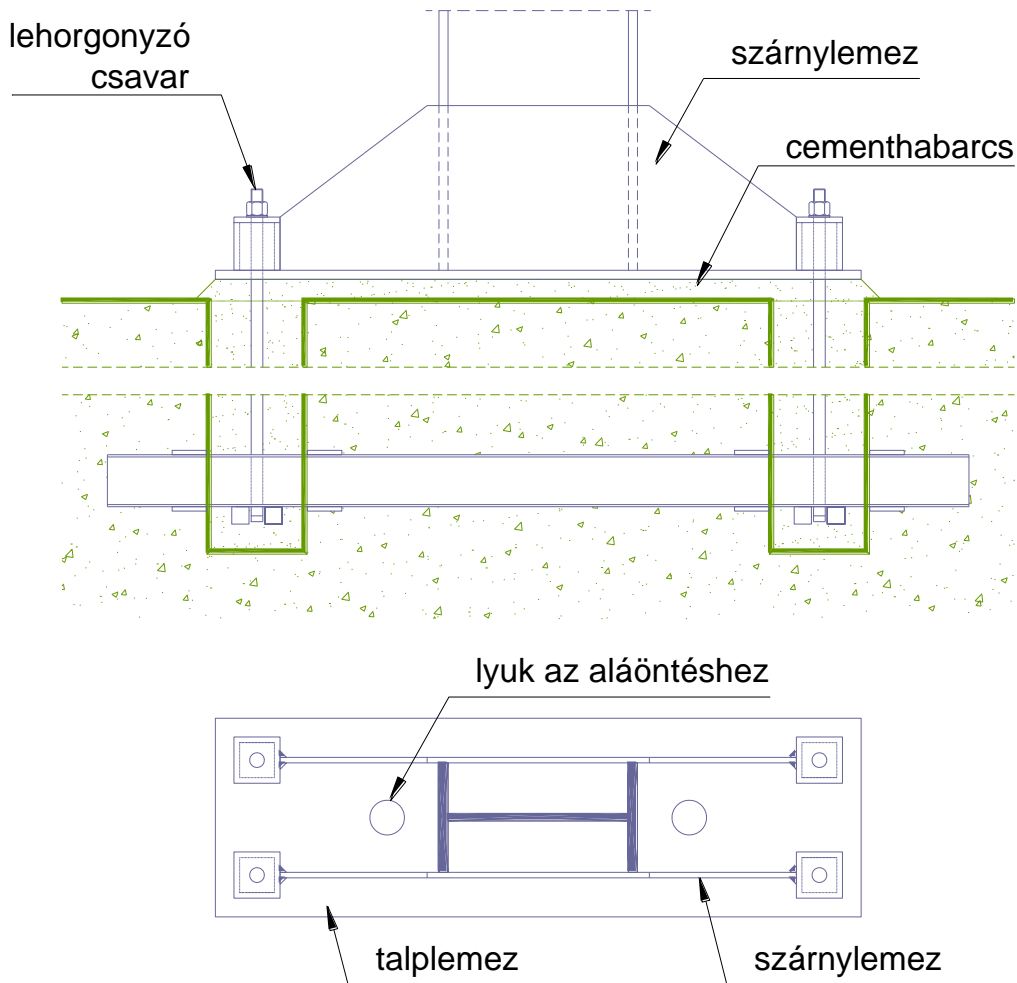 lehorgonyzó
csavar
szárnylemez
cementhabarcs
lyuk az aláöntéshez
talplemez
szárnylemez